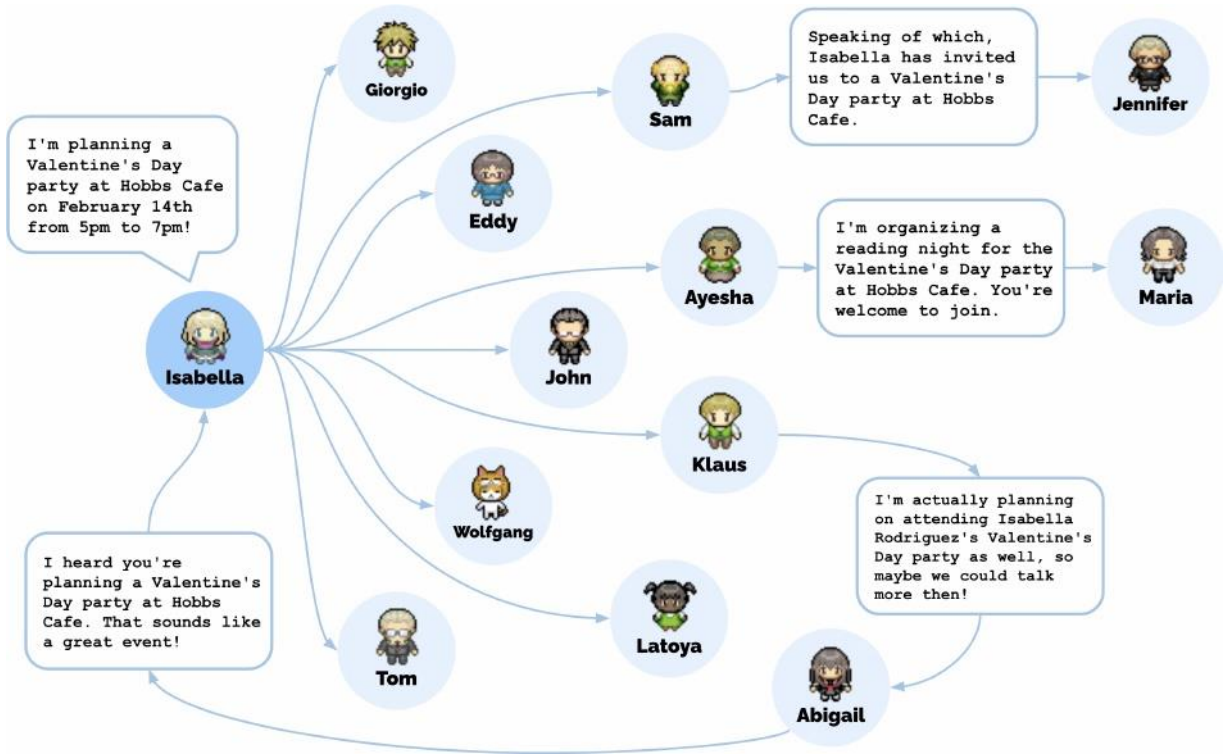 Giorgio
Speaking of which,
Isabella has invited
us to a Valentine's
Day party at Hobbs
Cafe.
Sam
Jennifer
I'm planning a
Valentine's Day
party at Hobbs Cafe
on February 14th
from 5pm to 7pm!
Eddy
I'm organizing a
reading night for the
Valentine's Day party
at Hobbs Cafe. You're
welcome to join.
Ayesha
Maria
Isabella
John
Klaus
Wolfgang
I'm actually planning
on attending Isabella
Rodriguez's Valentine's
Day party as well, so
maybe we could talk
more then!
I heard you're
planning a Valentine's
Day party at Hobbs
Cafe. That sounds like
a great event!
Latoya
Tom
Abigail